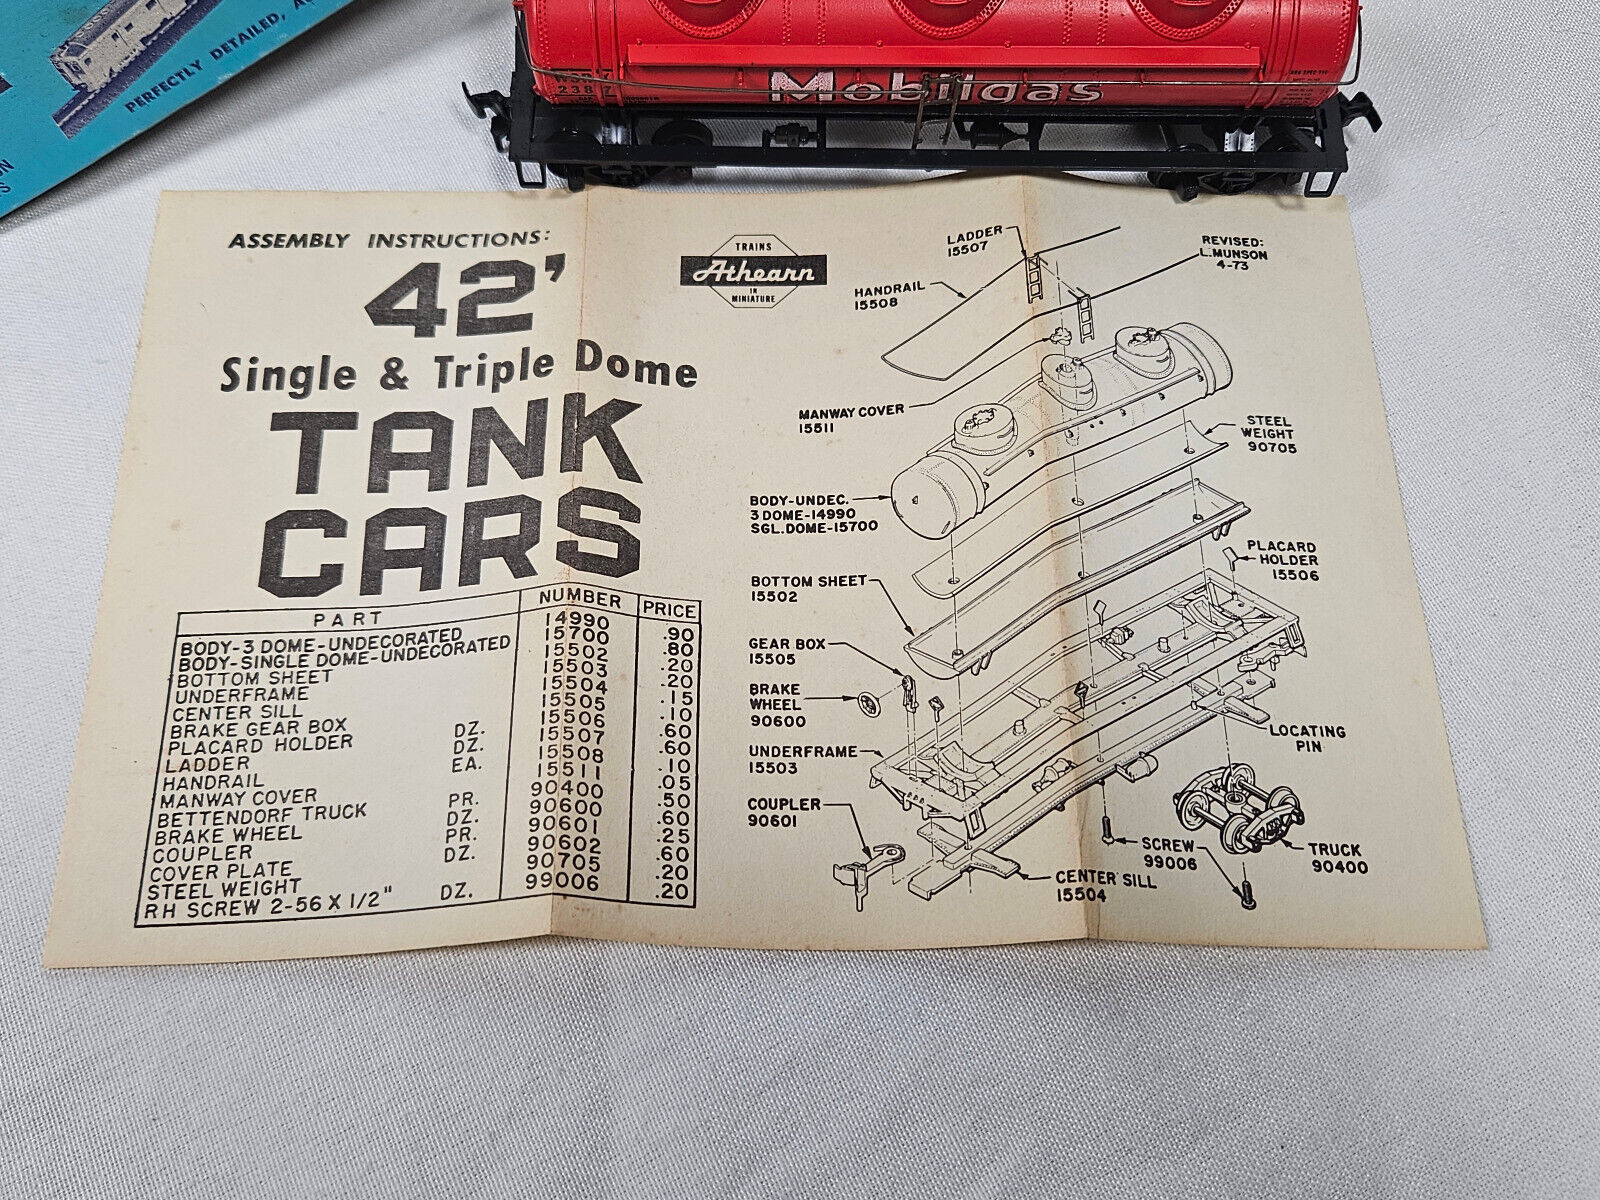 PERFECTLY DETAILED,
2387
Mobilgas
ASSEMBLY INSTRUCTIONS:
42'
Single & Triple Dome
TANK
CARS
TRAINS
Athearn
IN
MINIATURE
REVISED:
L.MUNSON
4-73
LADDER
15507
HANDRAIL
15508
MANWAY COVER
15511
STEEL
WEIGHT
90705
BODY-UNDEC.
3 DOME-14990
SGL.DOME-15700
PLACARD
HOLDER
15506
BOTTOM SHEET
15502
GEAR BOX
15505
BRAKE
WHEEL
90600
UNDERFRAME
15503
LOCATING
PIN
COUPLER
90601
SCREW
99006
TRUCK
90400
CENTER SILL
15504
PART NUMBER PRICE
BODY-3 DOME-UNDECORATED 14990 .90
BODY-SINGLE DOME-UNDECORATED 15700 .80
BOTTOM SHEET 15502 .20
UNDERFRAME 15503 .20
CENTER SILL 15504 .15
BRAKE GEAR BOX DZ. 15505 .10
PLACARD HOLDER DZ. 15506 .60
LADDER EA. 15507 .60
HANDRAIL 15508 .10
MANWAY COVER 15511 .05
BETTENDORF TRUCK PR. 90400 .50
BRAKE WHEEL DZ. 90600 .60
COUPLER PR. 90601 .25
COVER PLATE DZ. 90602 .60
STEEL WEIGHT 90705 .20
RH SCREW 2-56 X 1/2" DZ. 99006 .20